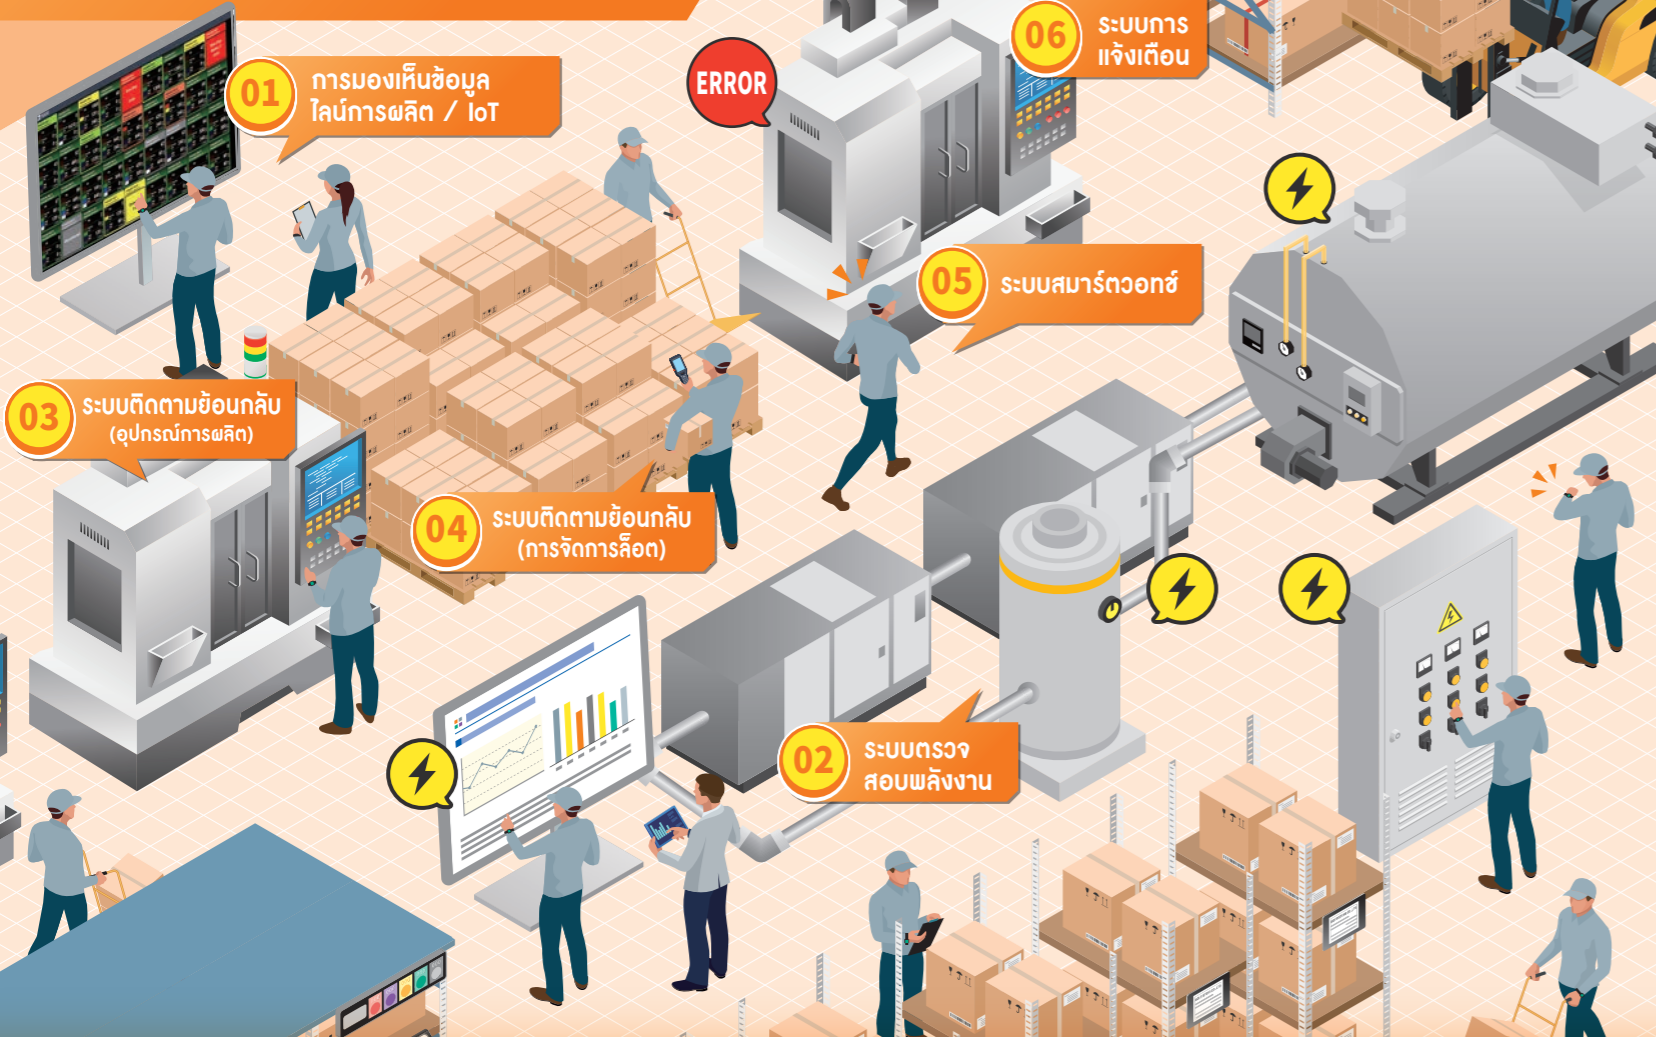 01
การมองเห็นข้อมูล
ไลน์การผลิต / IoT
ERROR
06
ระบบการ
แจ้งเตือน
05
ระบบสมาร์ตวอทช์
03
ระบบติดตามย้อนกลับ
(อุปกรณ์การผลิต)
04
ระบบติดตามย้อนกลับ
(การจัดการล็อต)
02
ระบบตรวจ
สอบพลังงาน